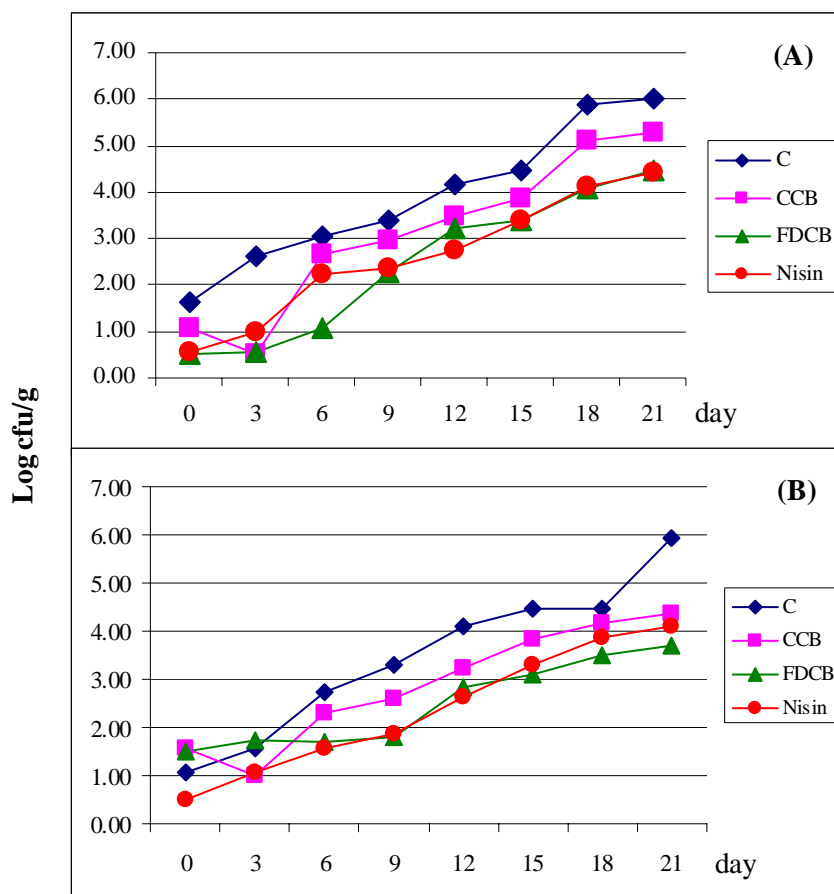 (A)
7.00
6.00
5.00
4.00
3.00
2.00
1.00
0.00
0 3 6 9 12 15 18 21 day
C
CCB
FDCB
Nisin
Log cfu/g
(B)
7.00
6.00
5.00
4.00
3.00
2.00
1.00
0.00
0 3 6 9 12 15 18 21 day
C
CCB
FDCB
Nisin